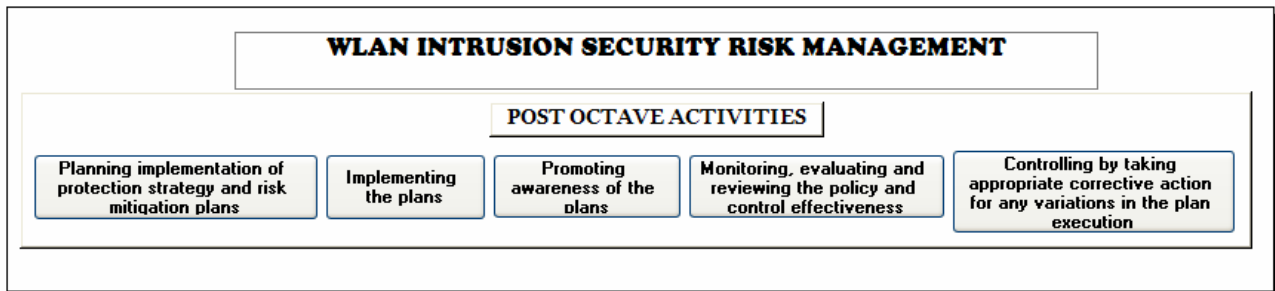 WLAN INTRUSION SECURITY RISK MANAGEMENT
POST OCTAVE ACTIVITIES
Planning implementation of
protection strategy and risk
mitigation plans
Implementing
the plans
Promoting
awareness of the
plans
Monitoring, evaluating and
reviewing the policy and
control effectiveness
Controlling by taking
appropriate corrective action
for any variations in the plan
execution